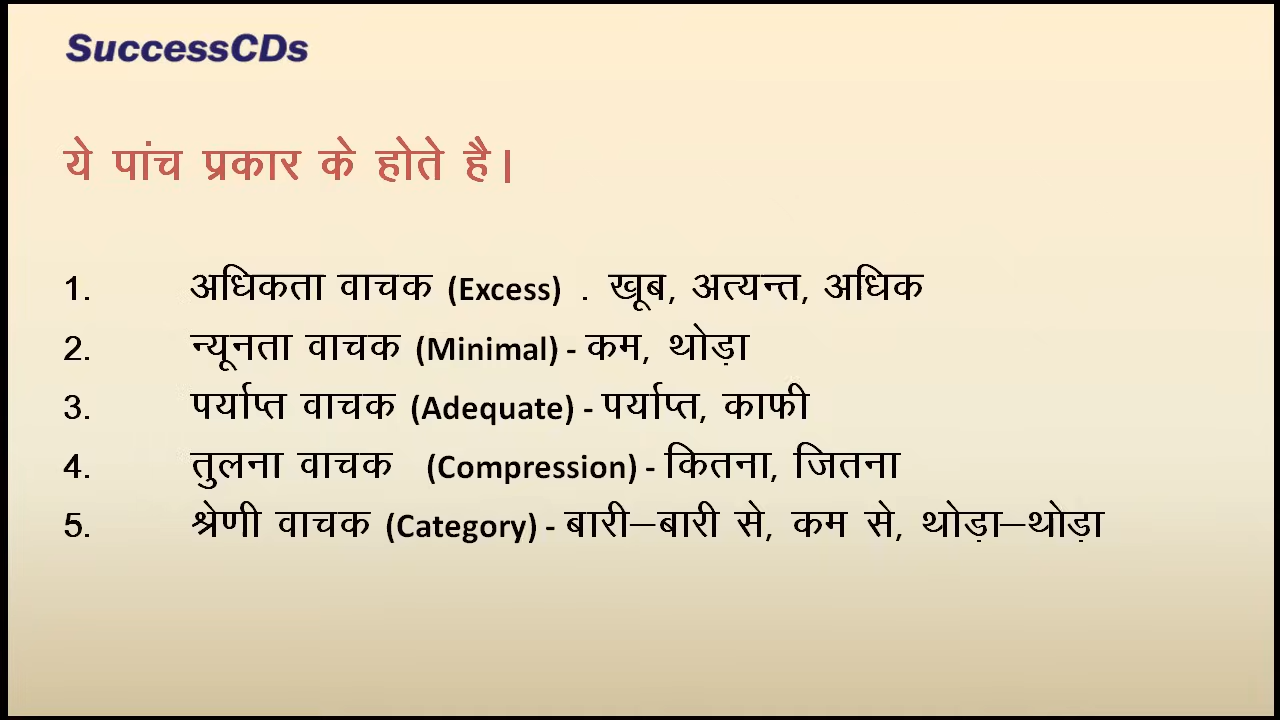 SuccessCDs
ये पांच प्रकार के होते है।
1. अधिकता वाचक (Excess) . खूब, अत्यन्त, अधिक
2. न्यूनता वाचक (Minimal) - कम, थोड़ा
3. पर्याप्त वाचक (Adequate) - पर्याप्त, काफी
4. तुलना वाचक (Compression) - कितना, जितना
5. श्रेणी वाचक (Category) - बारी–बारी से, कम से, थोड़ा–थोड़ा